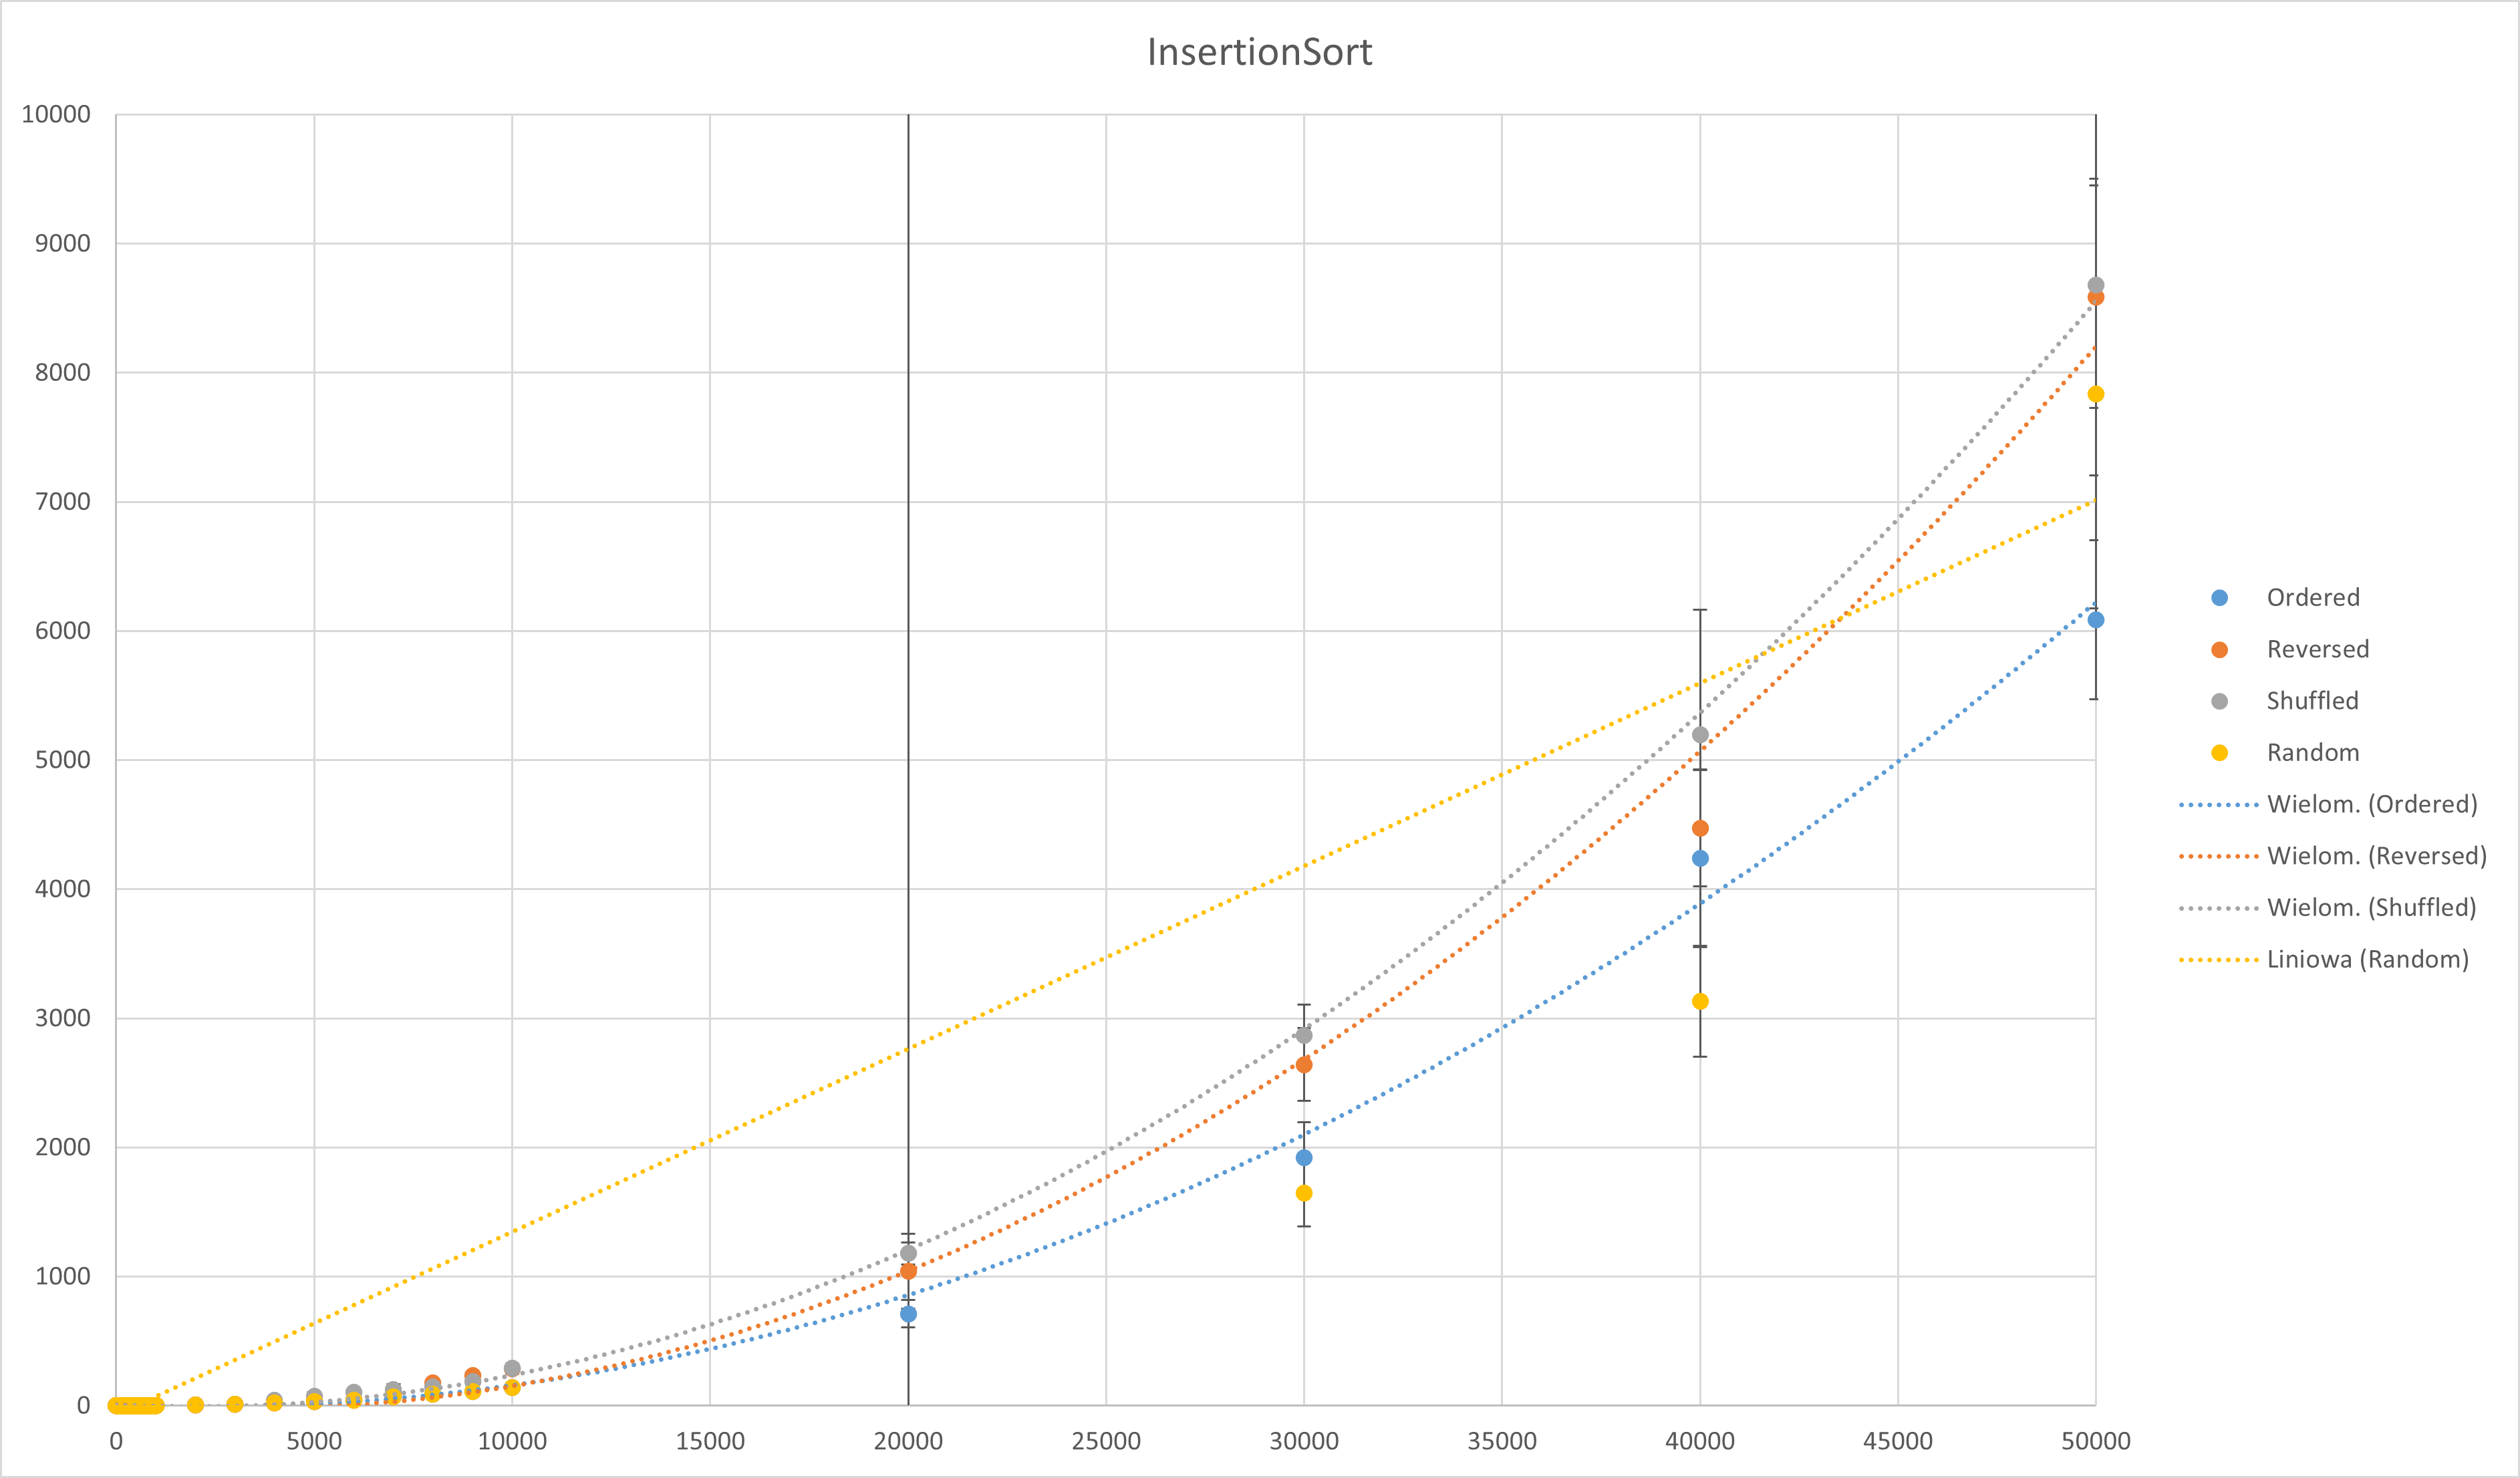 InsertionSort
10000
9000
8000
7000
6000
5000
4000
3000
2000
1000
0
0 5000 10000 15000 20000 25000 30000 35000 40000 45000 50000
Ordered
Reversed
Shuffled
Random
Wielom. (Ordered)
Wielom. (Reversed)
Wielom. (Shuffled)
Liniowa (Random)